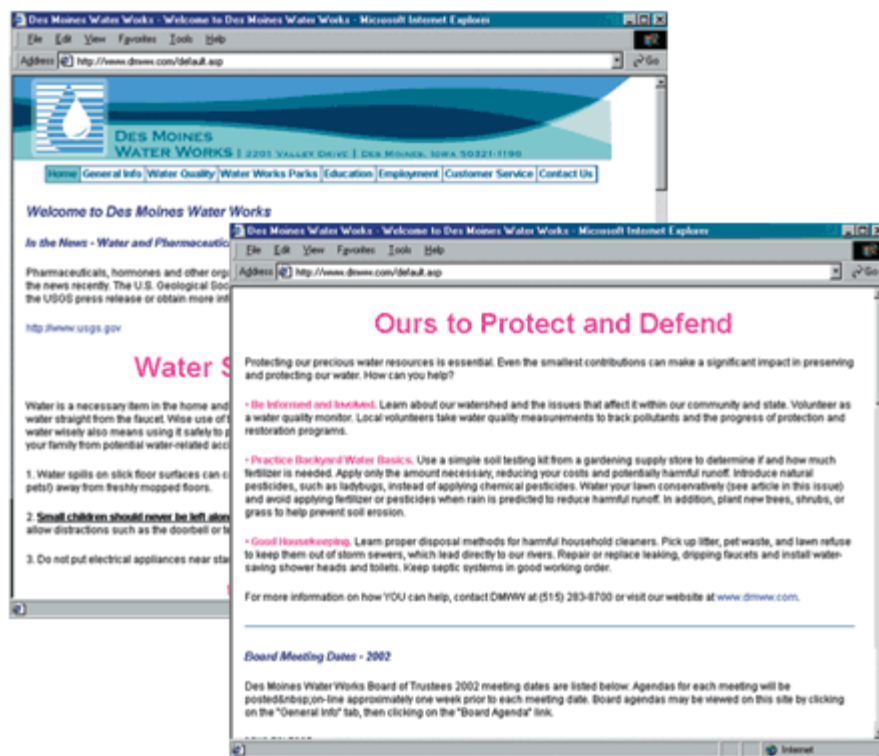 Des Moines Water Works - Welcome to Des Moines Water Works - Microsoft Internet Explorer
File Edit View Favorites Tools Help
Address http://www.dmww.com/default.asp Go
DES MOINES
WATER WORKS | 2201 VALLEY DRIVE | DES MOINES, IOWA 50321-1190
Home General Info Water Quality Water Works Parks Education Employment Customer Service Contact Us
Welcome to Des Moines Water Works
In the News - Water and Pharmaceutic
Pharmaceuticals, hormones and other org
the news recently. The U.S. Geological Soc
the USGS press release or obtain more inf
http://www.usgs.gov
Water S
Water is a necessary item in the home and
water straight from the faucet. Wise use of t
water wisely also means using it safely to p
your family from potential water-related acc
1. Water spills on slick floor surfaces can c
pets!) away from freshly mopped floors.
2. Small children should never be left alon
allow distractions such as the doorbell or te
3. Do not put electrical appliances near sta
Des Moines Water Works - Welcome to Des Moines Water Works - Microsoft Internet Explorer
File Edit View Favorites Tools Help
Address http://www.dmww.com/default.asp Go
Ours to Protect and Defend
Protecting our precious water resources is essential. Even the smallest contributions can make a significant impact in preserving
and protecting our water. How can you help?
• Be Informed and Involved. Learn about our watershed and the issues that affect it within our community and state. Volunteer as
a water quality monitor. Local volunteers take water quality measurements to track pollutants and the progress of protection and
restoration programs.
• Practice Backyard Water Basics. Use a simple soil testing kit from a gardening supply store to determine if and how much
fertilizer is needed. Apply only the amount necessary, reducing your costs and potentially harmful runoff. Introduce natural
pesticides, such as ladybugs, instead of applying chemical pesticides. Water your lawn conservatively (see article in this issue)
and avoid applying fertilizer or pesticides when rain is predicted to reduce harmful runoff. In addition, plant new trees, shrubs, or
grass to help prevent soil erosion.
• Good Housekeeping. Learn proper disposal methods for harmful household cleaners. Pick up litter, pet waste, and lawn refuse
to keep them out of storm sewers, which lead directly to our rivers. Repair or replace leaking, dripping faucets and install water-
saving shower heads and toilets. Keep septic systems in good working order.
For more information on how YOU can help, contact DMWW at (515) 283-8700 or visit our website at www.dmww.com.
Board Meeting Dates - 2002
Des Moines Water Works Board of Trustees 2002 meeting dates are listed below. Agendas for each meeting will be
posted&nbsp;on-line approximately one week prior to each meeting date. Board agendas may be viewed on this site by clicking
on the "General Info" tab, then clicking on the "Board Agenda" link.
Internet